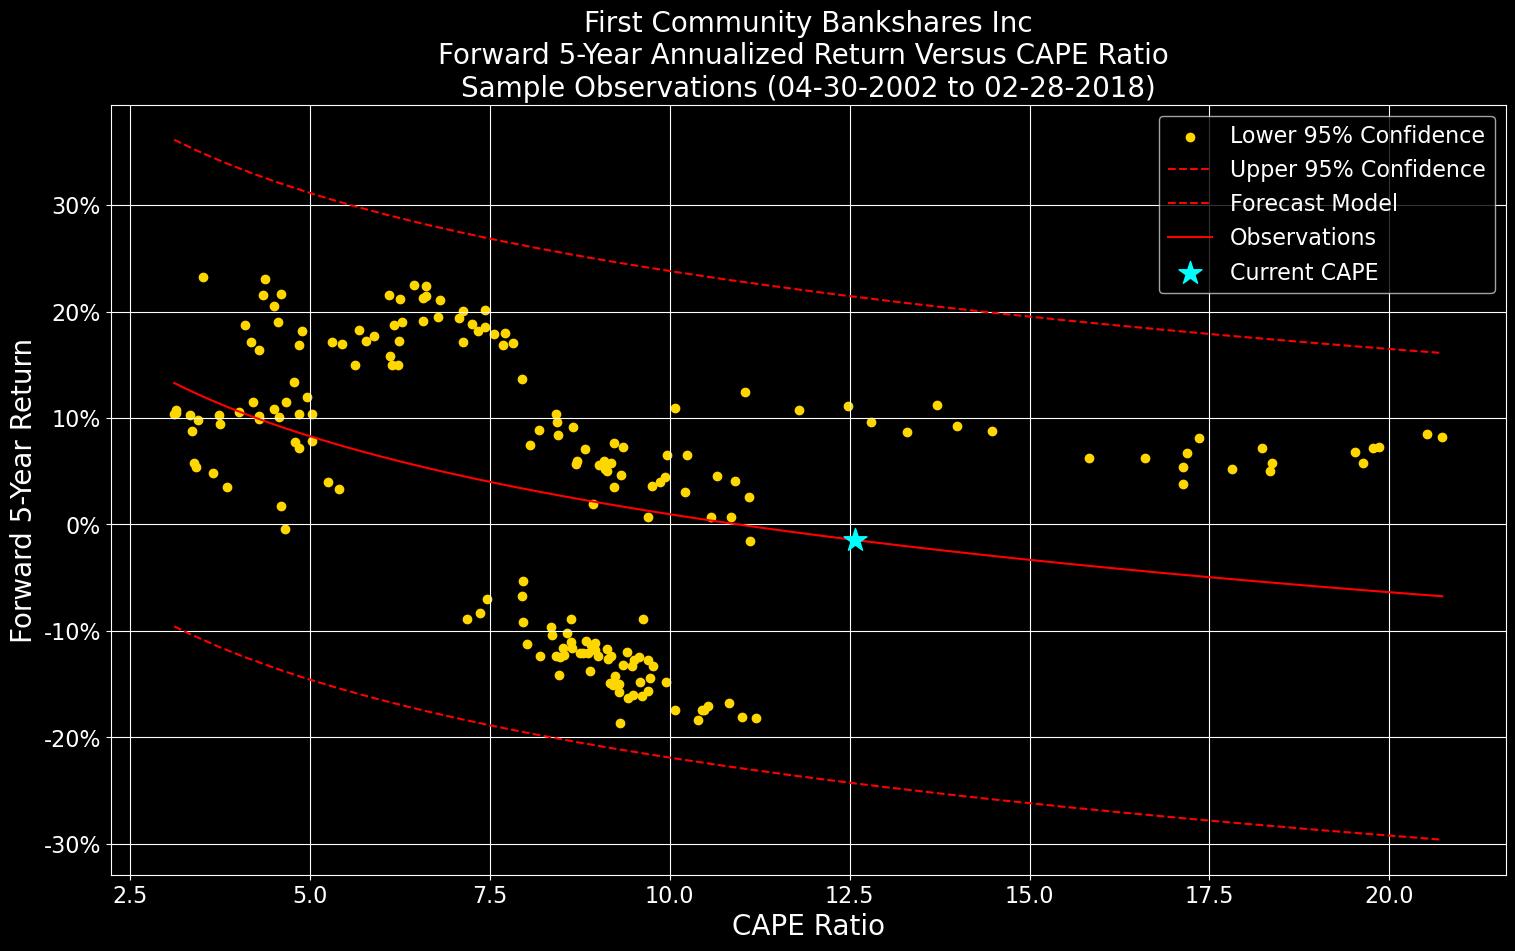 First Community Bankshares Inc
Forward 5-Year Annualized Return Versus CAPE Ratio
Sample Observations (04-30-2002 to 02-28-2018)
Lower 95% Confidence
Upper 95% Confidence
Forecast Model
Observations
Current CAPE
Forward 5-Year Return
30%
20%
10%
0%
-10%
-20%
-30%
2.5 5.0 7.5 10.0 12.5 15.0 17.5 20.0
CAPE Ratio